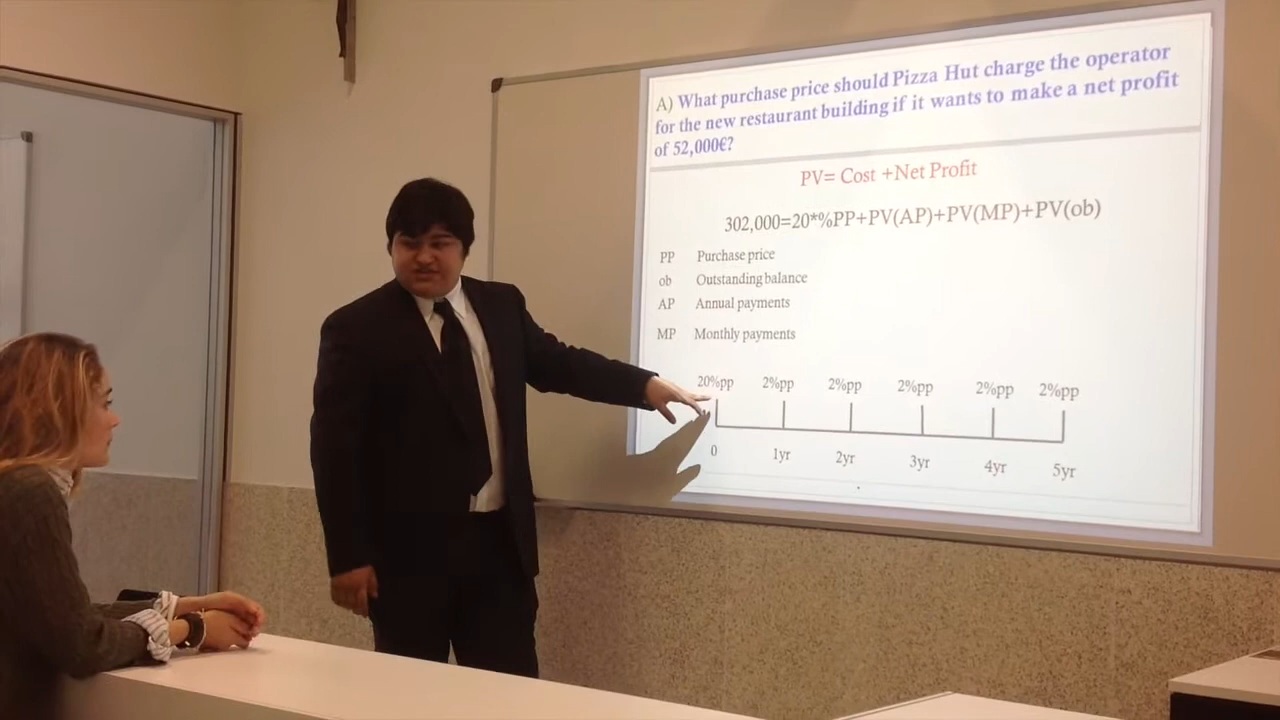 A) What purchase price should Pizza Hut charge the operator
for the new restaurant building if it wants to make a net profit
of 52,000€?
PV= Cost +Net Profit
302,000=20*%PP+PV(AP)+PV(MP)+PV(ob)
PP Purchase price
ob Outstanding balance
AP Annual payments
MP Monthly payments
20%pp 2%pp 2%pp 2%pp 2%pp 2%pp
0 1yr 2yr 3yr 4yr 5yr